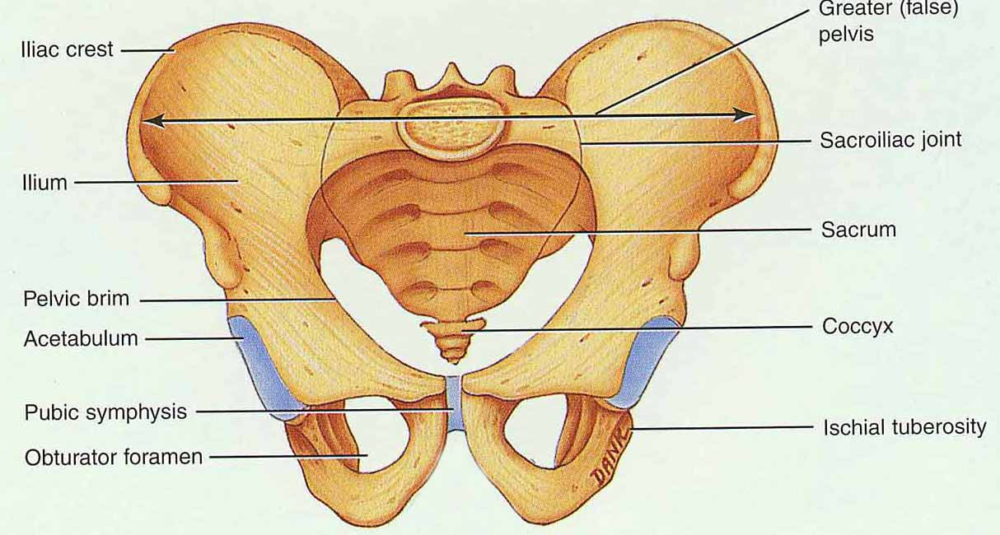 Greater (false)
pelvis
Iliac crest
Sacroiliac joint
Ilium
Sacrum
Pelvic brim
Coccyx
Acetabulum
Pubic symphysis
Ischial tuberosity
Obturator foramen
DANK